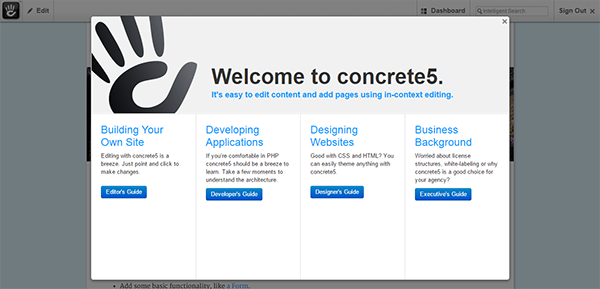 Edit
Dashboard
Intelligent Search
Sign Out
Welcome to concrete5.
It's easy to edit content and add pages using in-context editing.
Building Your
Own Site
Editing with concrete5 is a
breeze. Just point and click to
make changes.
Editor's Guide
Developing
Applications
If you're comfortable in PHP
concrete5 should be a breeze to
learn. Take a few moments to
understand the architecture.
Developer's Guide
Designing
Websites
Good with CSS and HTML? You
can easily theme anything with
concrete5.
Designer's Guide
Business
Background
Worried about license
structures, white-labeling or why
concrete5 is a good choice for
your agency?
Executive's Guide
Add some basic functionality, like a Form.